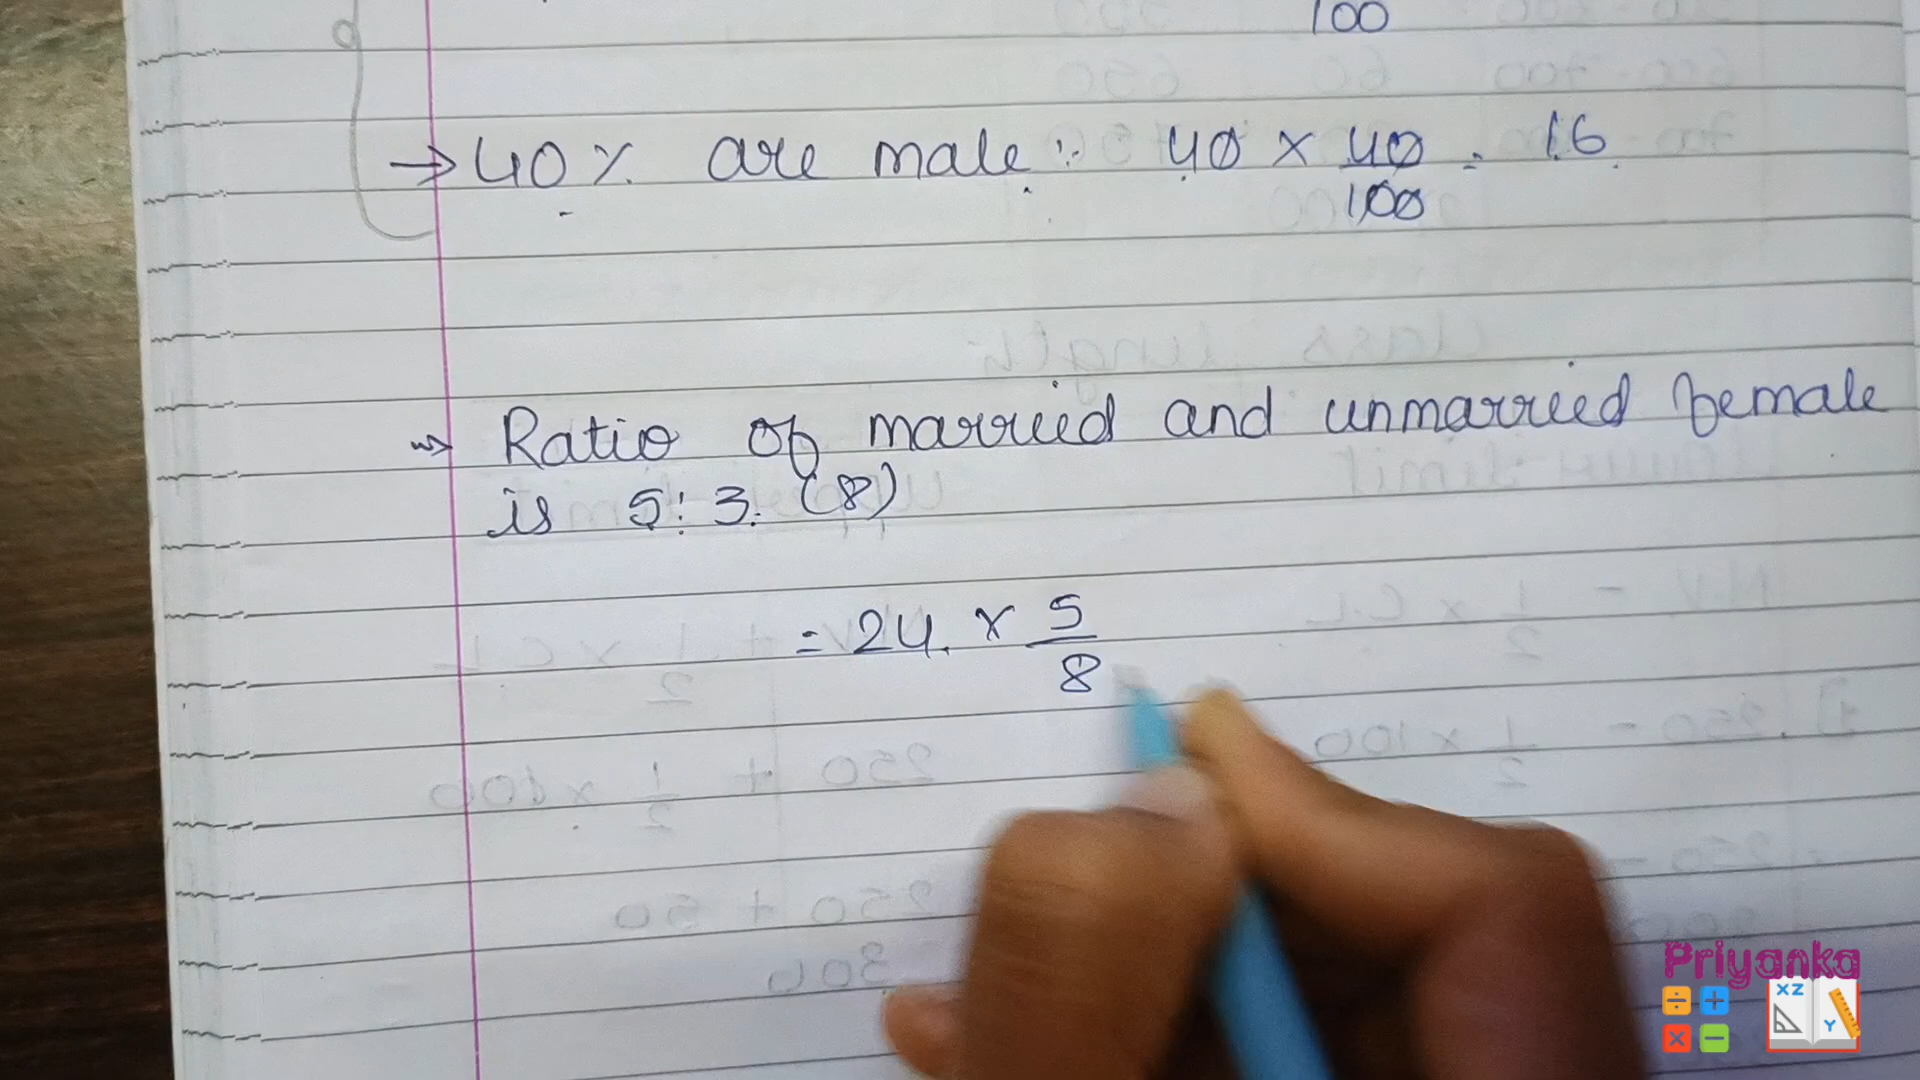 100
→ 40% are male : 40 × 40 = 16
100
⇒ Ratio of married and unmarried female
is 5:3. (8)
= 24 × 5
8
Priyanka
XZ
Y